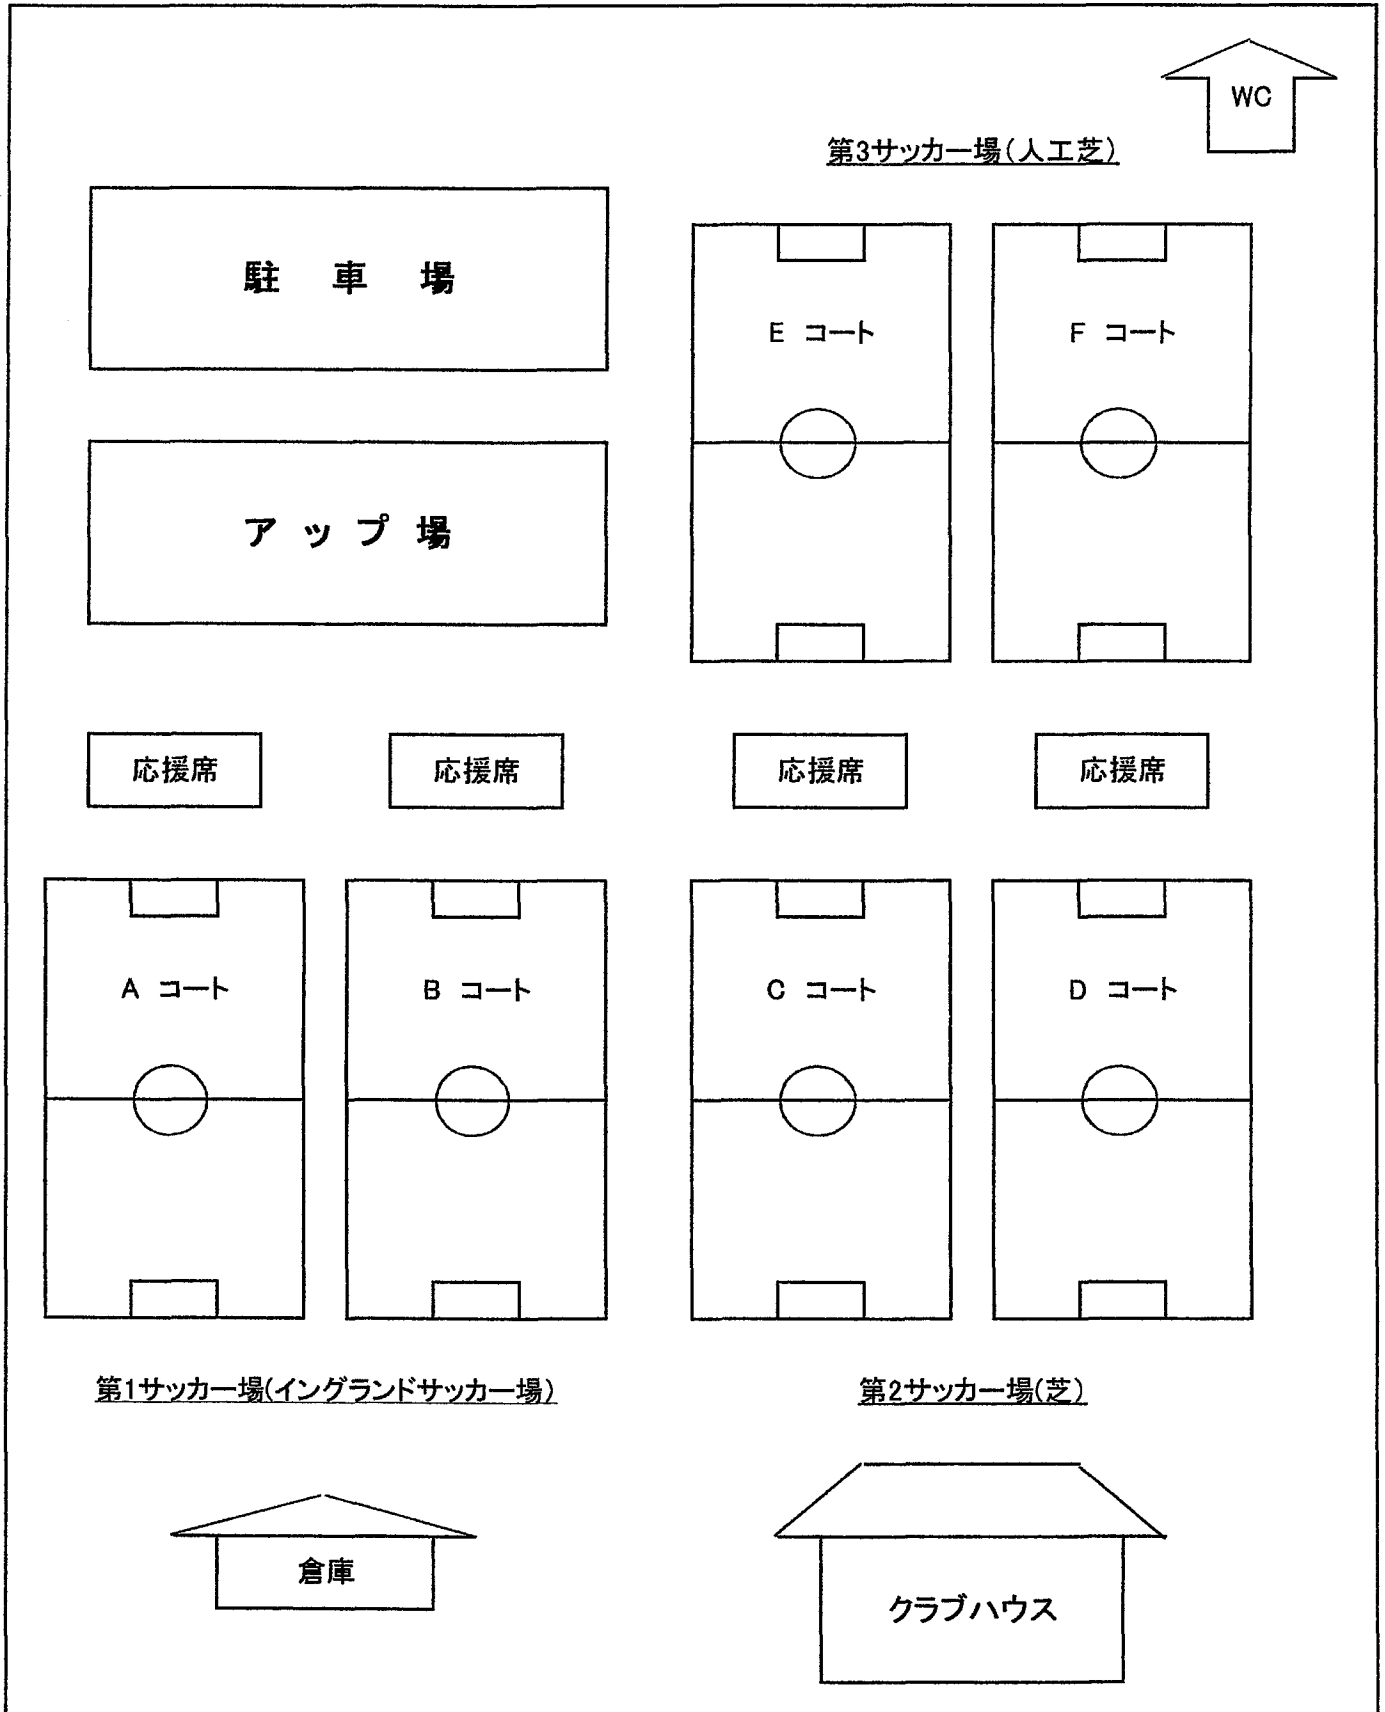 WC
第3サッカー場(人工芝)
駐 車 場
E コート
F コート
ア ッ プ 場
応援席
応援席
応援席
応援席
A コート
B コート
C コート
D コート
第1サッカー場(イングランドサッカー場)
第2サッカー場(芝)
倉庫
クラブハウス